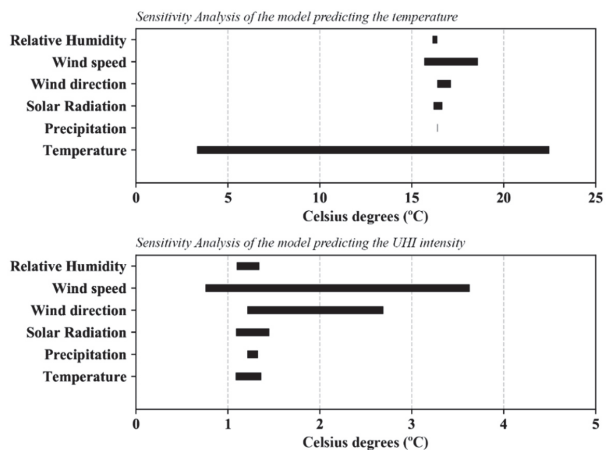 Sensitivity Analysis of the model predicting the temperature
Relative Humidity
Wind speed
Wind direction
Solar Radiation
Precipitation
Temperature
0 5 10 15 20 25
Celsius degrees (ºC)
Sensitivity Analysis of the model predicting the UHI intensity
Relative Humidity
Wind speed
Wind direction
Solar Radiation
Precipitation
Temperature
0 1 2 3 4 5
Celsius degrees (ºC)